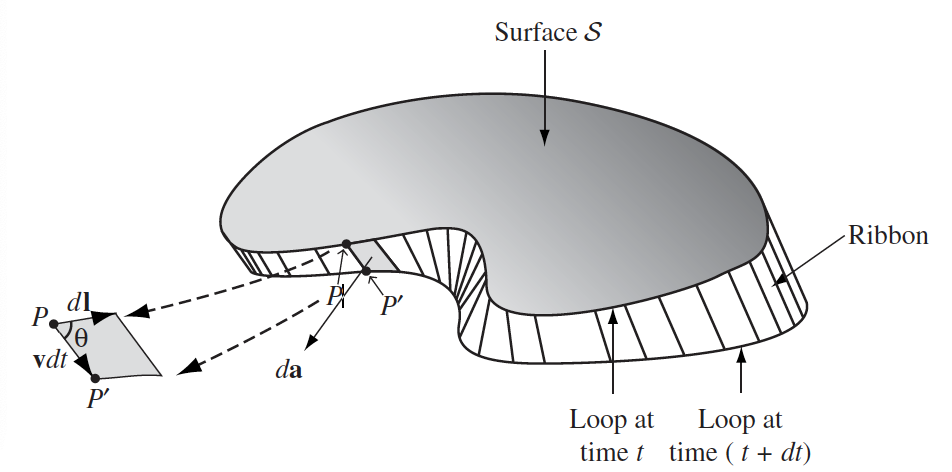 Surface S
Ribbon
P
P′
dl
P
θ
vdt
P′
da
Loop at
time t
Loop at
time ( t + dt)